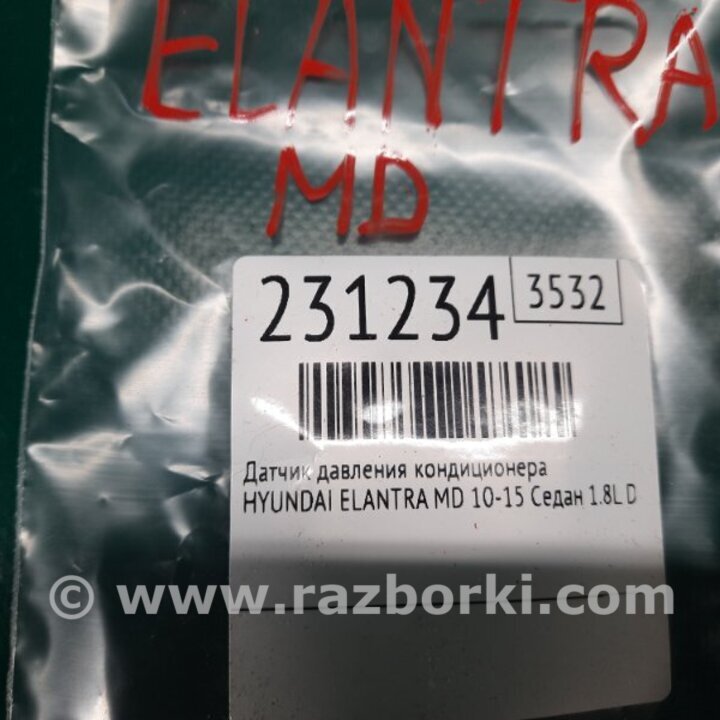 ELANTRA
MD
231234
3532
Датчик давления кондиционера
HYUNDAI ELANTRA MD 10-15 Седан 1.8L D
© www.razborki.com